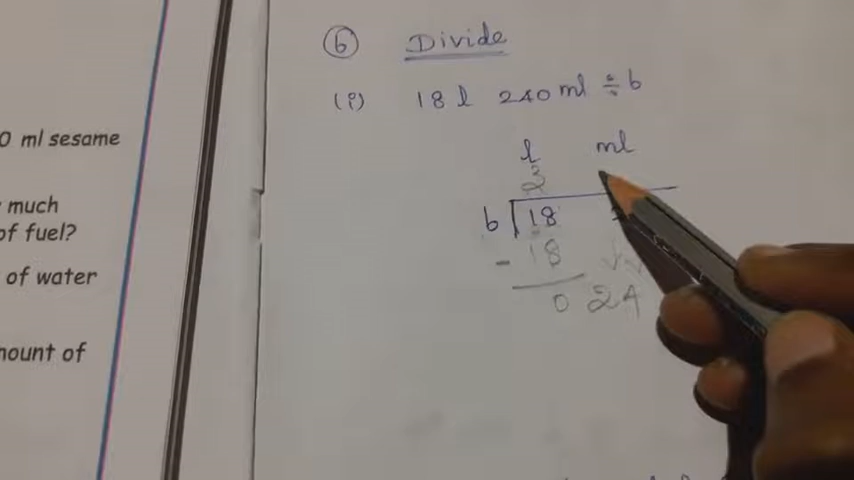 0 ml sesame
much
of fuel?
of water
mount of
6 Divide
(i) 18 l 240 ml ÷ 6
l ml
3
6 18
- 18
0 24